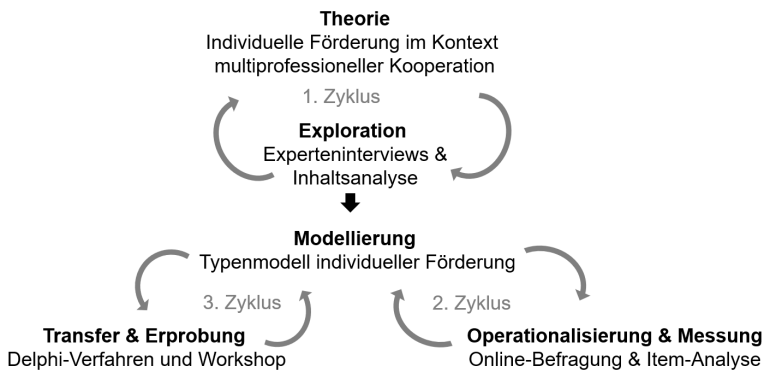 Theorie
Individuelle Förderung im Kontext
multiprofessioneller Kooperation
1. Zyklus
Exploration
Experteninterviews &
Inhaltsanalyse
Modellierung
Typenmodell individueller Förderung
3. Zyklus
2. Zyklus
Transfer & Erprobung
Delphi-Verfahren und Workshop
Operationalisierung & Messung
Online-Befragung & Item-Analyse